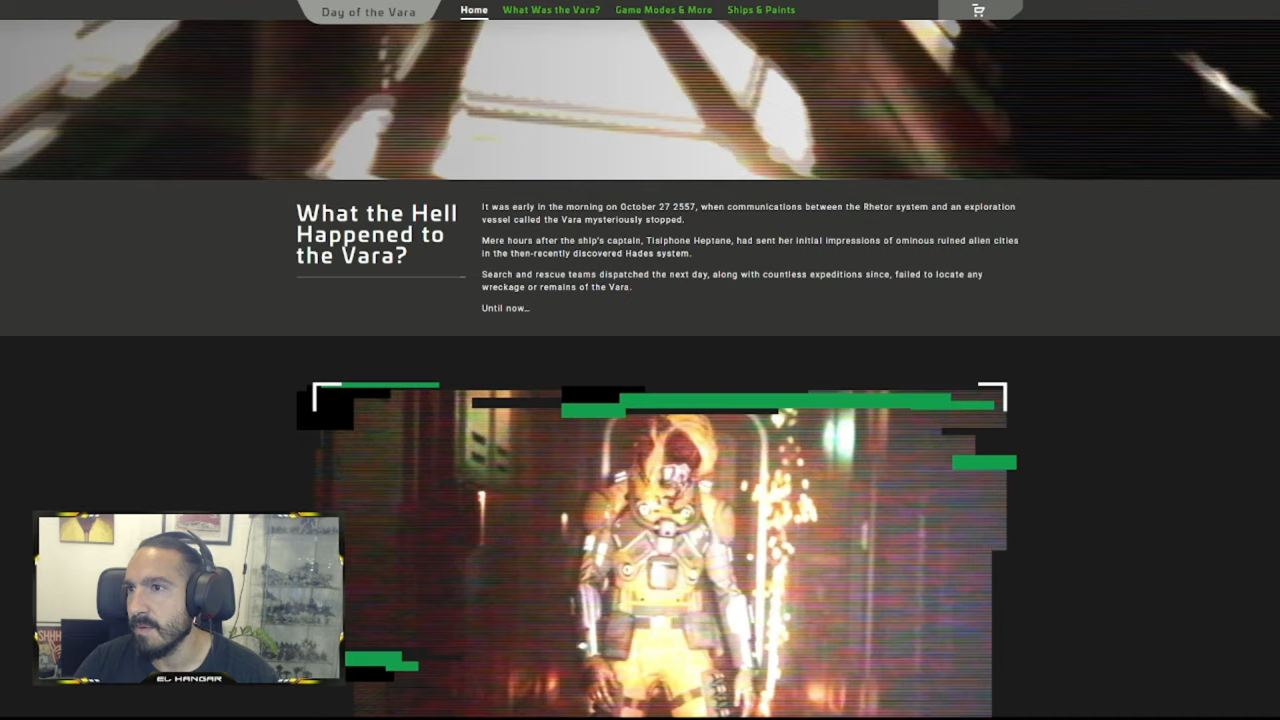 Day of the Vara
Home
What Was the Vara?
Game Modes & More
Ships & Paints
What the Hell
Happened to
the Vara?
It was early in the morning on October 27 2557, when communications between the Rhetor system and an exploration
vessel called the Vara mysteriously stopped.
Mere hours after the ship's captain, Tisiphone Heptane, had sent her initial impressions of ominous ruined alien cities
in the then-recently discovered Hades system.
Search and rescue teams dispatched the next day, along with countless expeditions since, failed to locate any
wreckage or remains of the Vara.
Until now…
SHHH
EL HANGAR